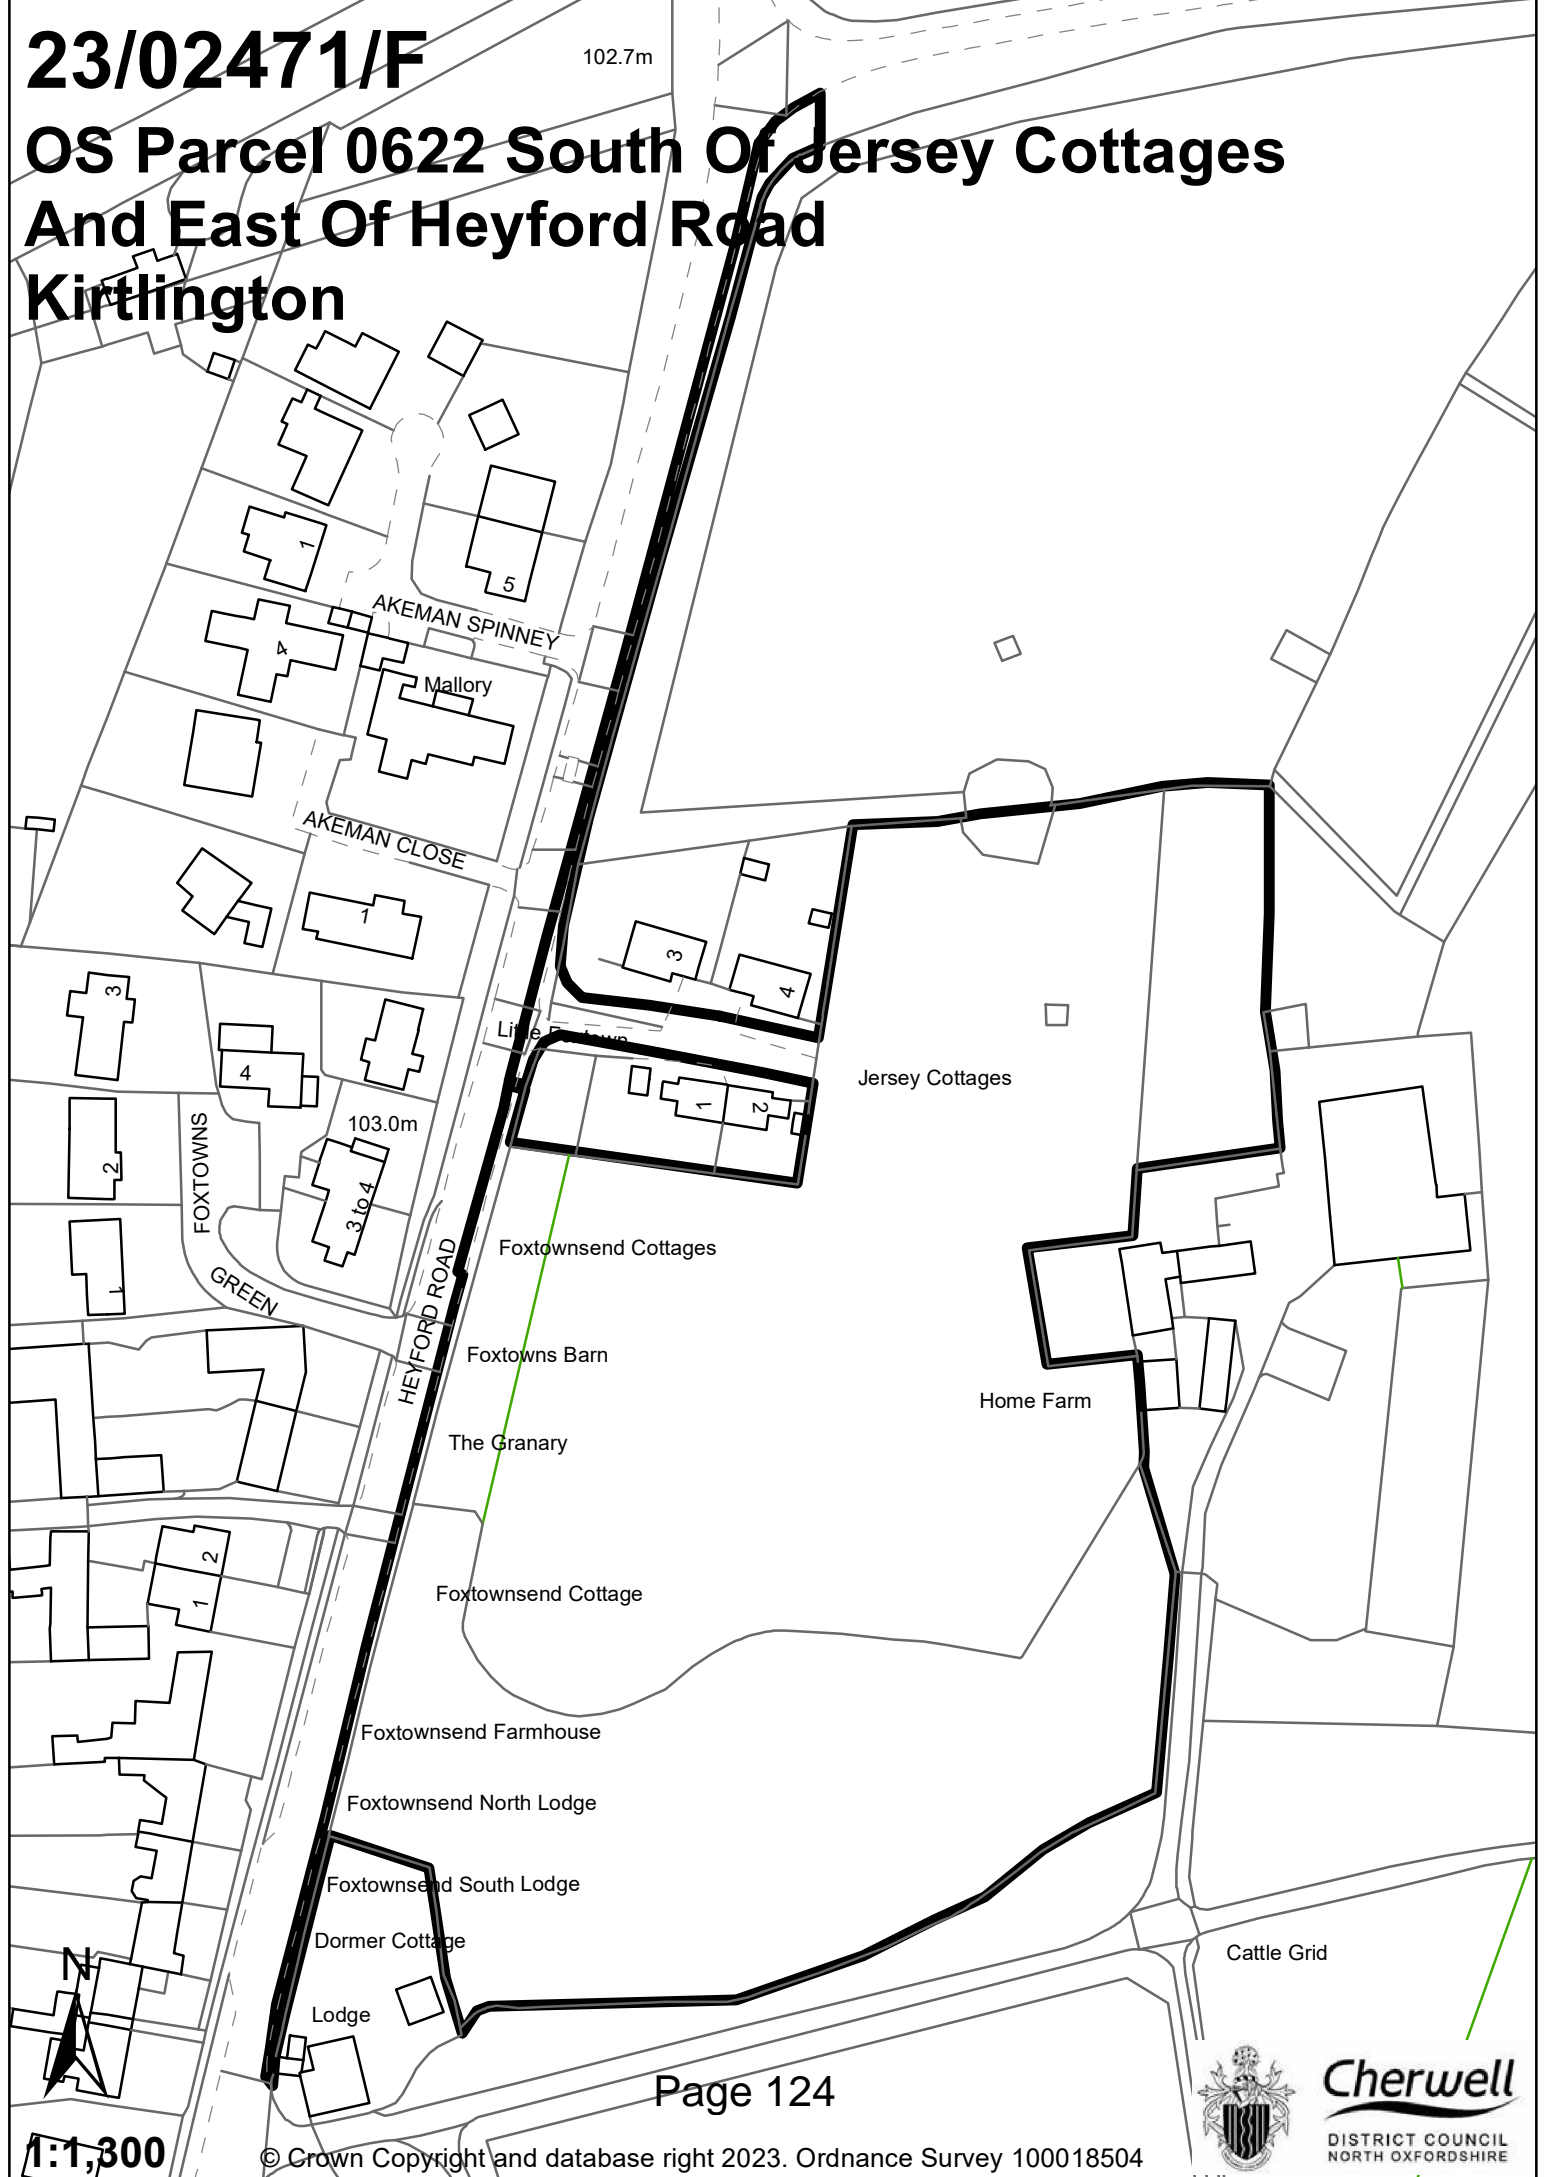 23/02471/F
102.7m
OS Parcel 0622 South Of Jersey Cottages
And East Of Heyford Road
Kirtlington
1
5
AKEMAN SPINNEY
4
Mallory
AKEMAN CLOSE
1
3
4
3
Little Foxtown
4
Jersey Cottages
1
2
103.0m
FOXTOWNS
2
3 to 4
Foxtownsend Cottages
1
GREEN
HEYFORD ROAD
Foxtowns Barn
Home Farm
The Granary
2
1
Foxtownsend Cottage
Foxtownsend Farmhouse
Foxtownsend North Lodge
Foxtownsend South Lodge
Dormer Cottage
Cattle Grid
N
Lodge
Page 124
Cherwell
DISTRICT COUNCIL
NORTH OXFORDSHIRE
1:1,300
© Crown Copyright and database right 2023. Ordnance Survey 100018504